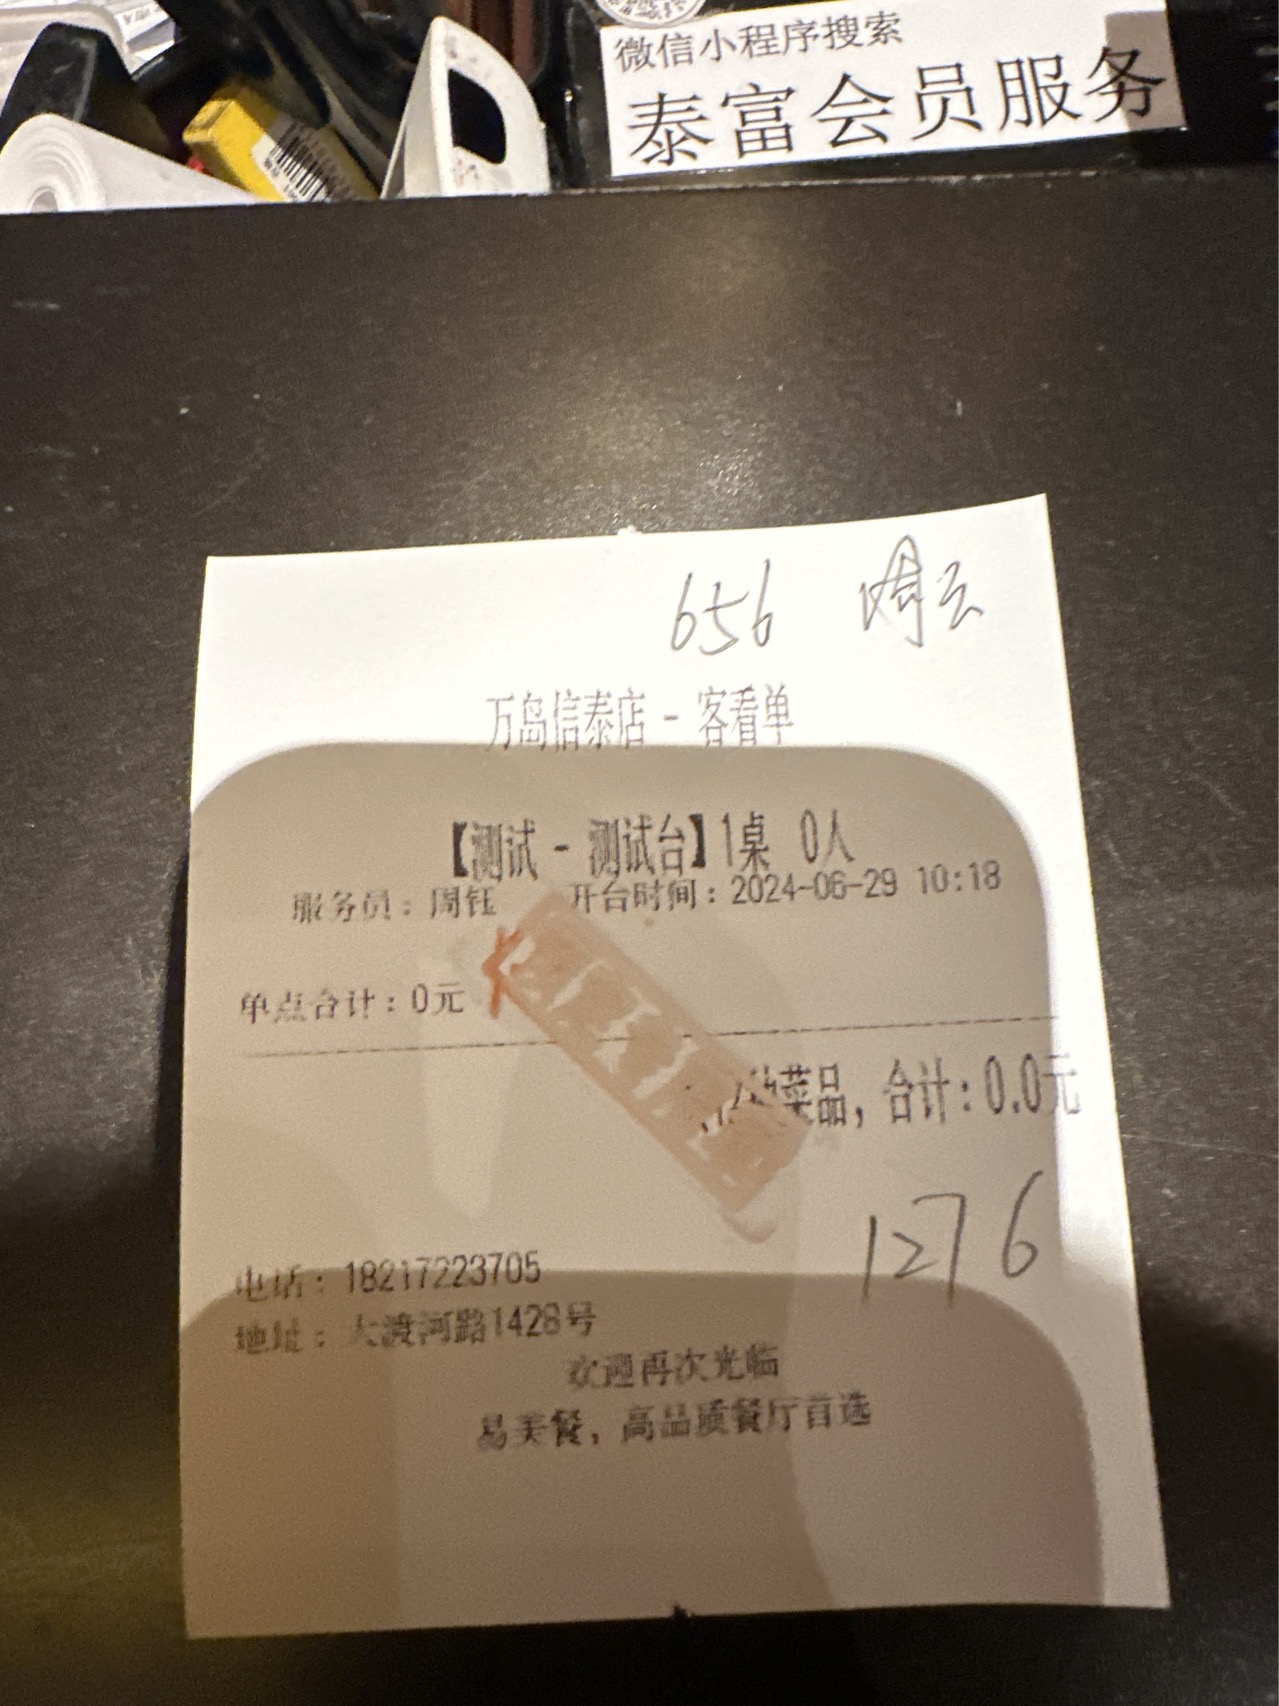 微信小程序搜索
泰富会员服务
656
万岛信泰店 - 客看单
【测试 - 测试台】1桌 0人
服务员：周钰 开台时间：2024-06-29 10:18
单点合计：0元
菜品，合计：0.0元
1276
电话：18217223705
地址：大渡河路1428号
欢迎再次光临
易美餐，高品质餐厅首选